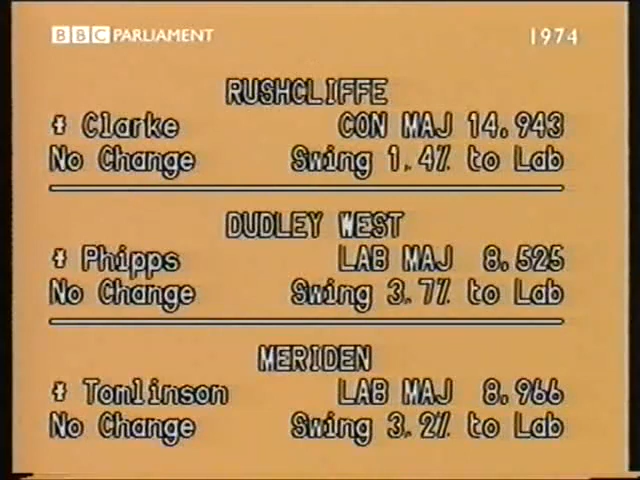 BBC PARLIAMENT 1974
RUSHCLIFFE
* Clarke CON MAJ 14.943
No Change Swing 1.4% to Lab
DUDLEY WEST
* Phipps LAB MAJ 8.525
No Change Swing 3.7% to Lab
MERIDEN
* Tomlinson LAB MAJ 8.966
No Change Swing 3.2% to Lab